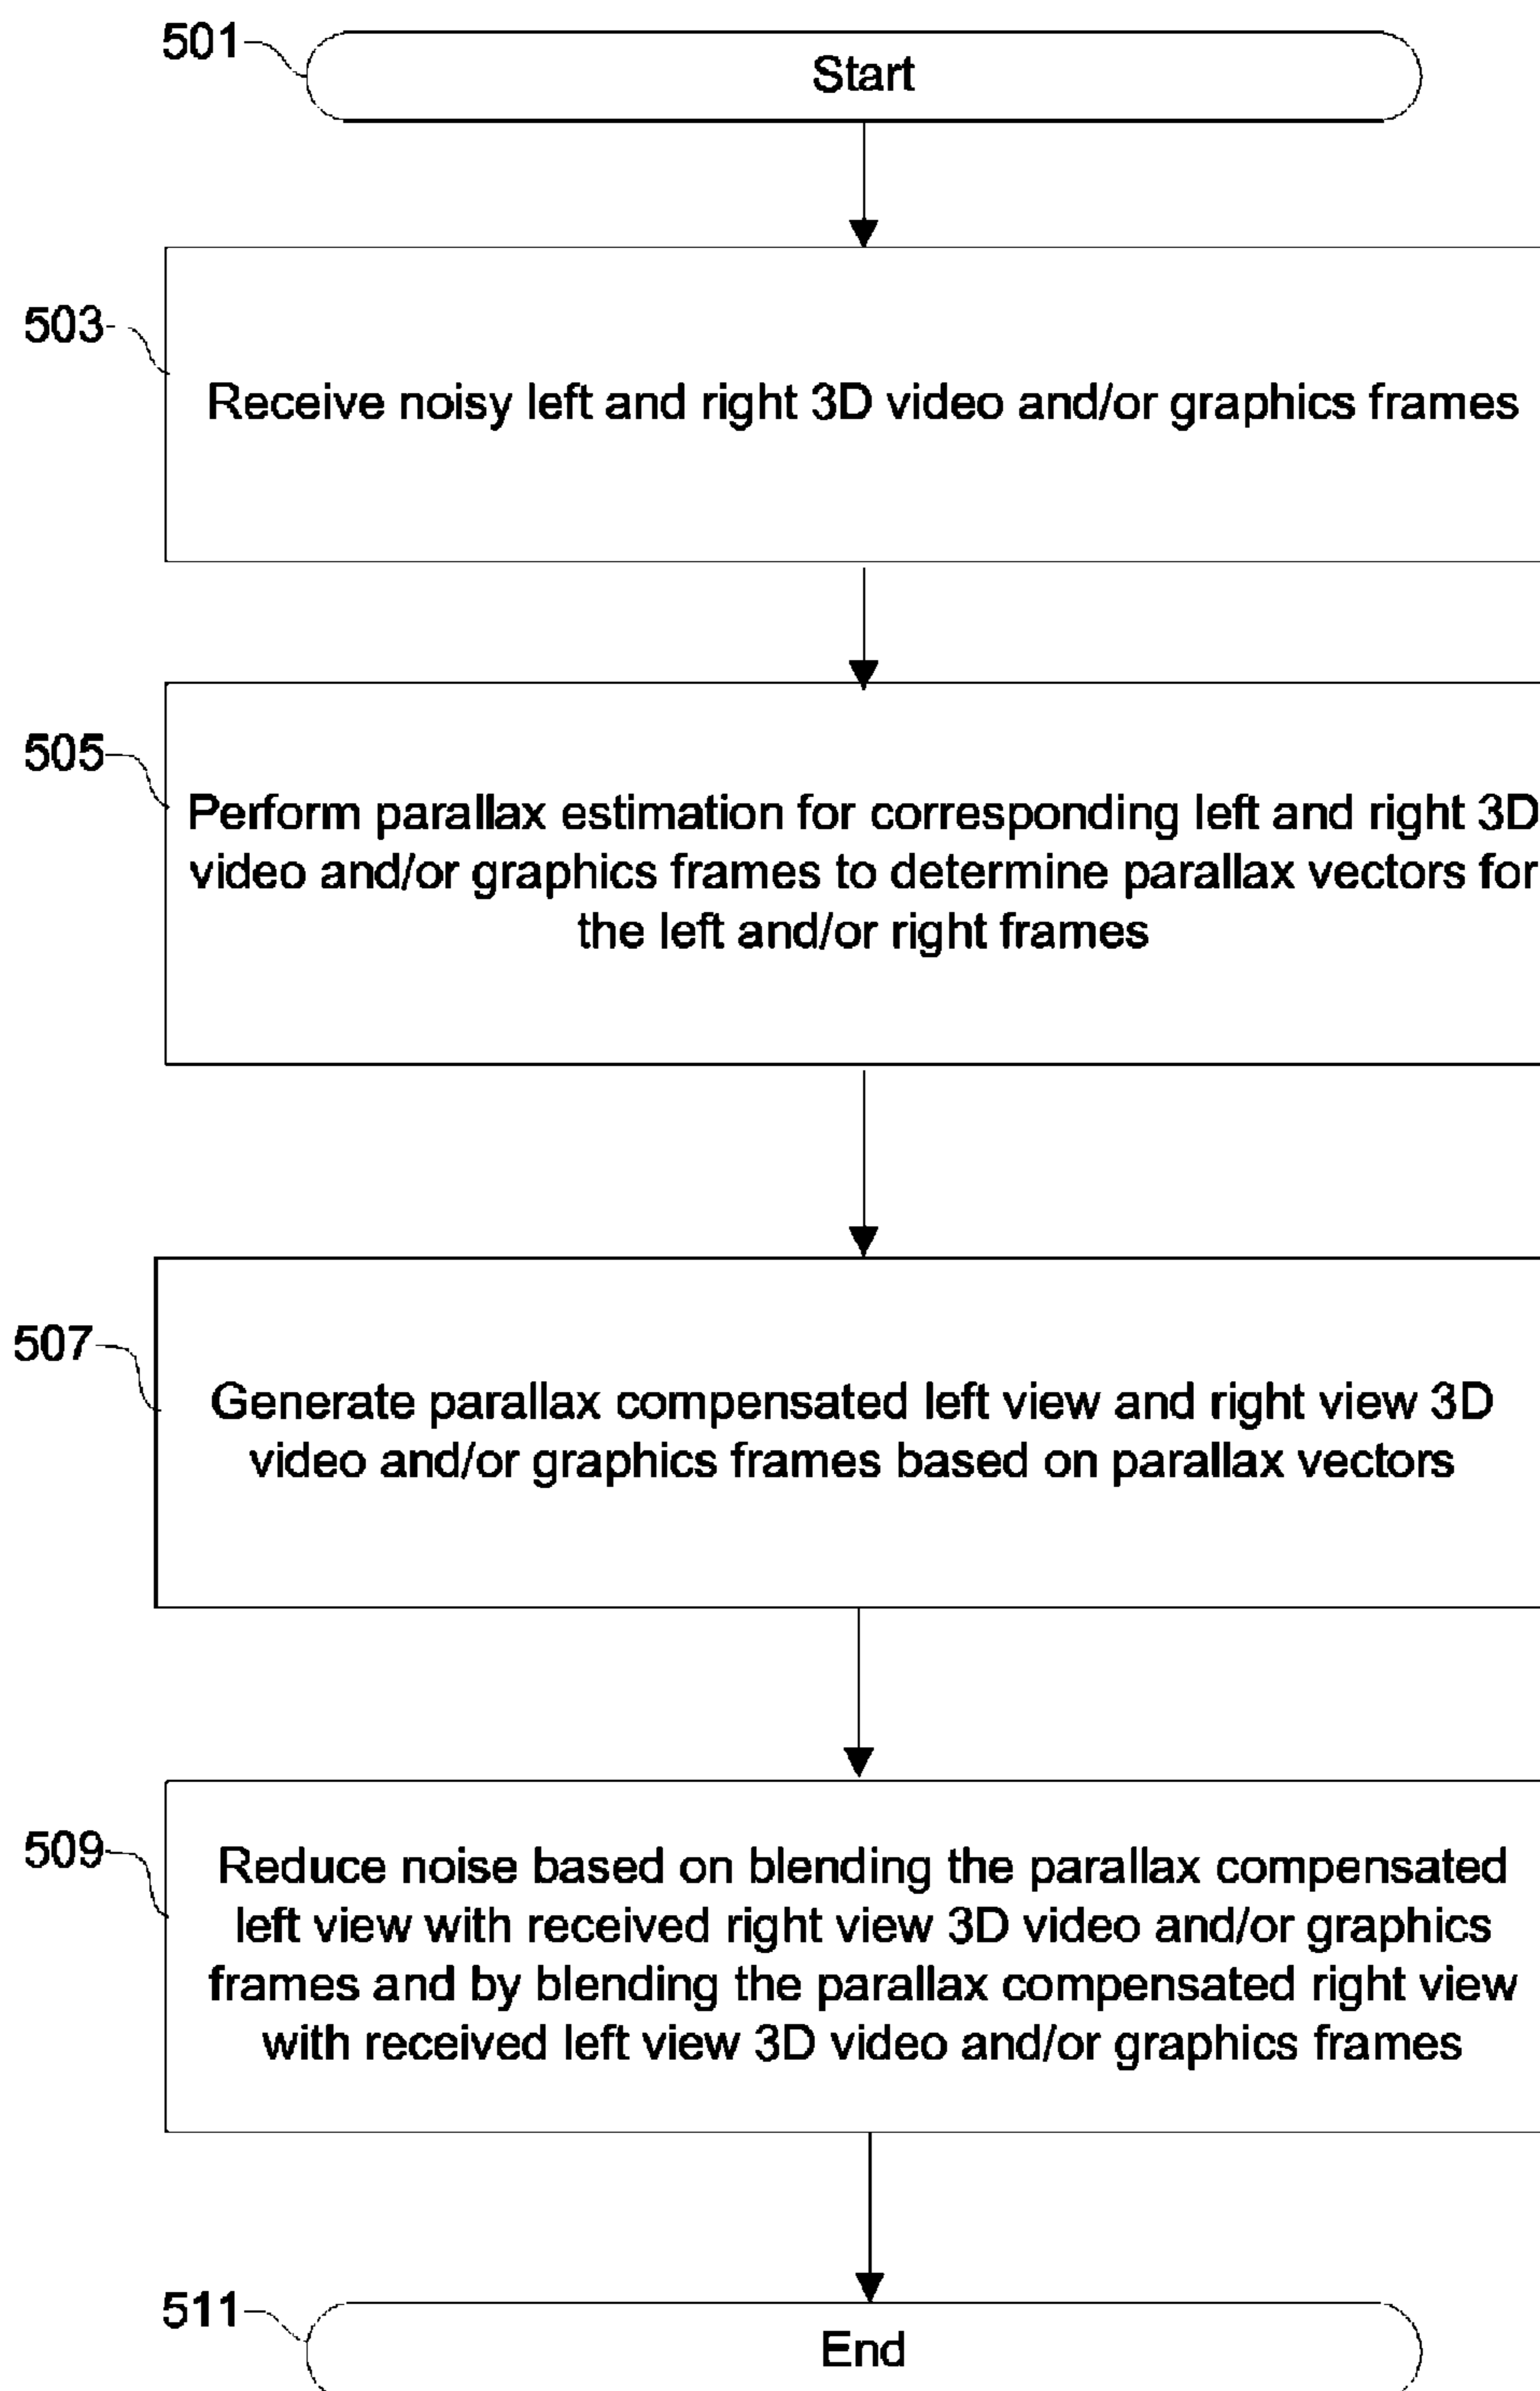 501
Start
503
Receive noisy left and right 3D video and/or graphics frames
505
Perform parallax estimation for corresponding left and right 3D
video and/or graphics frames to determine parallax vectors for
the left and/or right frames
507
Generate parallax compensated left view and right view 3D
video and/or graphics frames based on parallax vectors
509
Reduce noise based on blending the parallax compensated
left view with received right view 3D video and/or graphics
frames and by blending the parallax compensated right view
with received left view 3D video and/or graphics frames
511
End